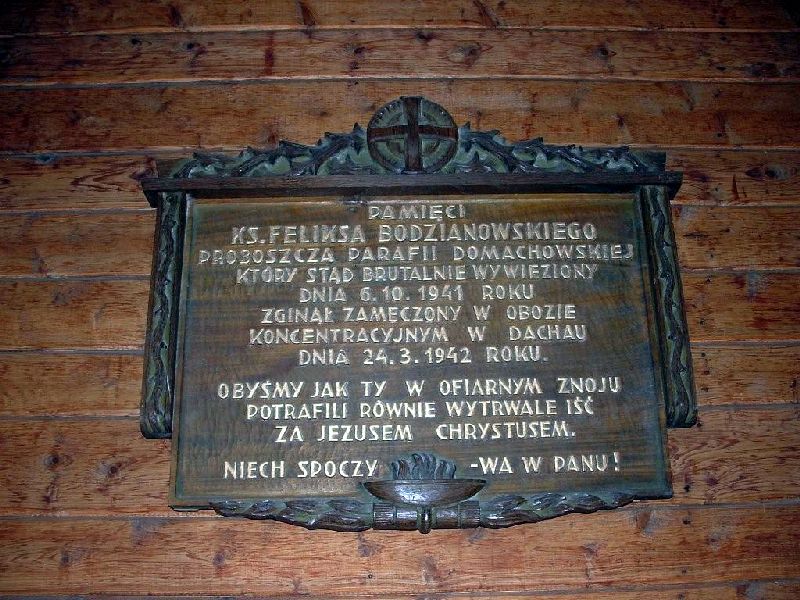 PAMIĘCI
KS. FELIKSA BODZIANOWSKIEGO
PROBOSZCZA PARAFII DOMACHOWSKIEJ
KTÓRY STĄD BRUTALNIE WYWIEZIONY
DNIA 6.10.1941 ROKU
ZGINĄŁ ZAMĘCZONY W OBOZIE
KONCENTRACYJNYM W DACHAU
DNIA 24.3.1942 ROKU.
OBYŚMY JAK TY W OFIARNYM ZNOJU
POTRAFILI RÓWNIE WYTRWALE IŚĆ
ZA JEZUSEM CHRYSTUSEM.
NIECH SPOCZYWA W PANU!